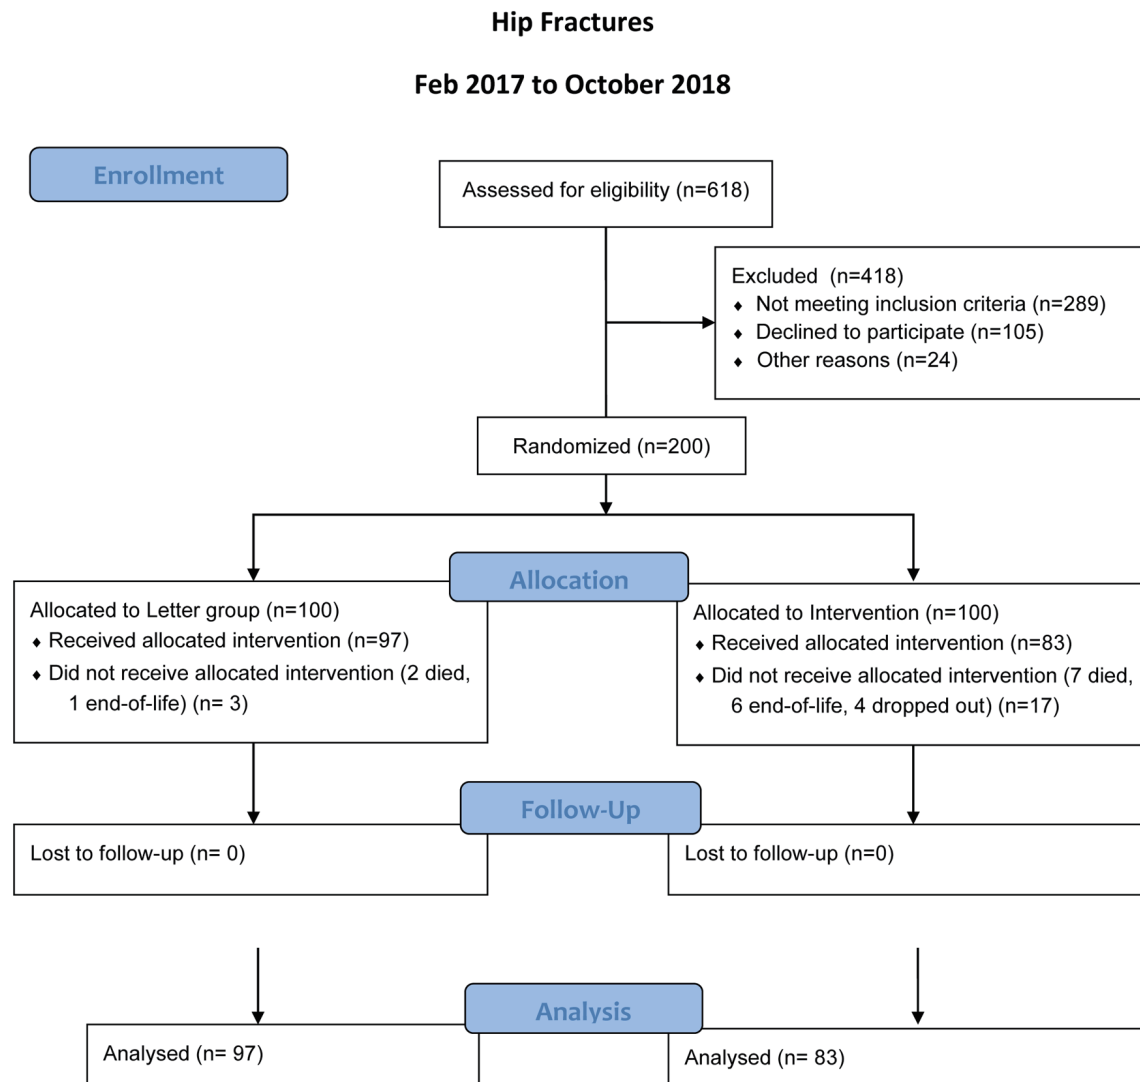 Hip Fractures
Feb 2017 to October 2018
Enrollment
Assessed for eligibility (n=618)
Excluded (n=418)
♦ Not meeting inclusion criteria (n=289)
♦ Declined to participate (n=105)
♦ Other reasons (n=24)
Randomized (n=200)
Allocation
Allocated to Letter group (n=100)
♦ Received allocated intervention (n=97)
♦ Did not receive allocated intervention (2 died,
1 end-of-life) (n= 3)
Allocated to Intervention (n=100)
♦ Received allocated intervention (n=83)
♦ Did not receive allocated intervention (7 died,
6 end-of-life, 4 dropped out) (n=17)
Follow-Up
Lost to follow-up (n= 0)
Lost to follow-up (n=0)
Analysis
Analysed (n= 97)
Analysed (n= 83)